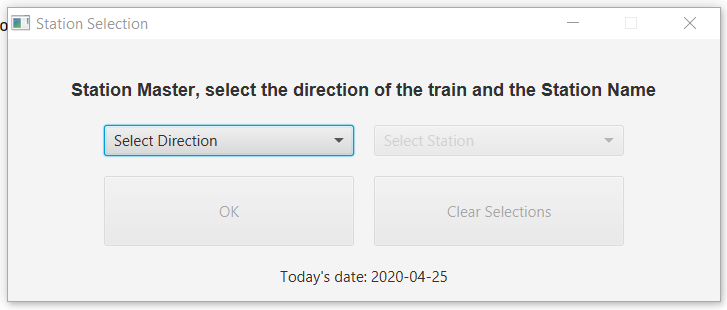 Station Selection
Station Master, select the direction of the train and the Station Name
Select Direction
Select Station
OK
Clear Selections
Today's date: 2020-04-25